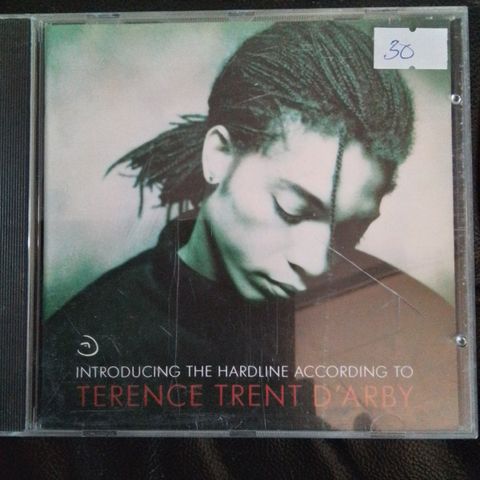 30
INTRODUCING THE HARDLINE ACCORDING TO
TERENCE TRENT D'ARBY